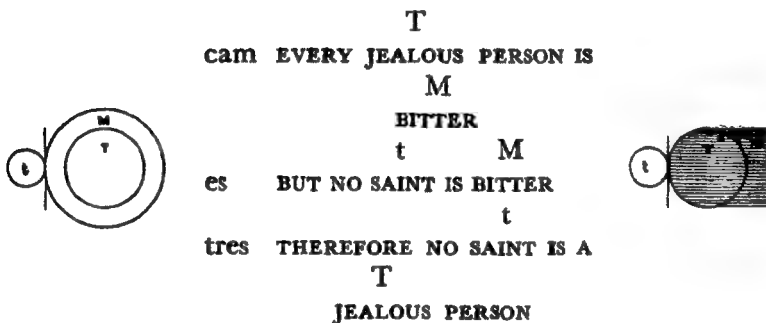 T
cam EVERY JEALOUS PERSON IS
M
BITTER
t M
es BUT NO SAINT IS BITTER
t
tres THEREFORE NO SAINT IS A
T
JEALOUS PERSON
M
T
t
t
T